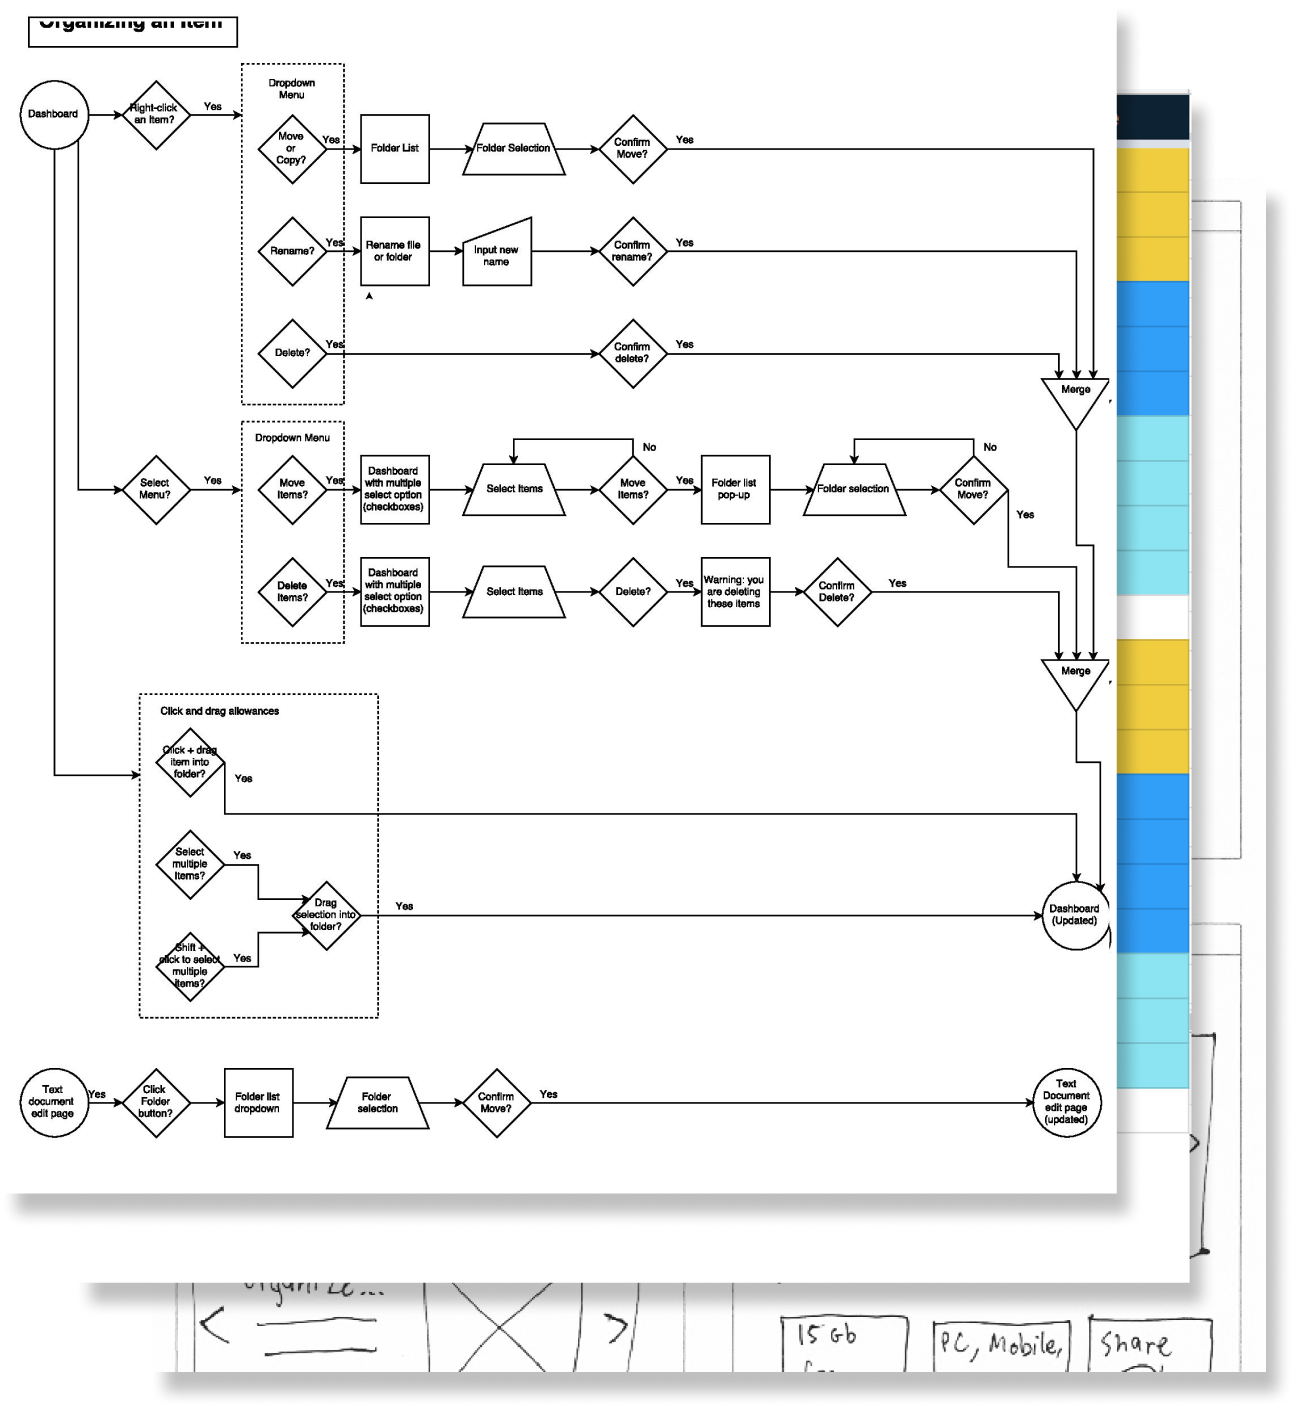 Organizing an Item
Dashboard
Right-click
an Item?
Yes
Dropdown
Menu
Move
or
Copy?
Yes
Folder List
Folder Selection
Confirm
Move?
Yes
Rename?
Yes
Rename file
or folder
Input new
name
Confirm
rename?
Yes
Delete?
Yes
Confirm
delete?
Yes
Merge
Select
Menu?
Yes
Dropdown Menu
Move
Items?
Yes
Dashboard
with multiple
select option
(checkboxes)
Select Items
Move
Items?
No
Yes
Folder list
pop-up
Folder selection
Confirm
Move?
No
Yes
Delete
Items?
Yes
Dashboard
with multiple
select option
(checkboxes)
Select Items
Delete?
Yes
Warning: you
are deleting
these items
Confirm
Delete?
Yes
Merge
Click and drag allowances
Click + drag
item into
folder?
Yes
Select
multiple
Items?
Yes
Drag
selection into
folder?
Yes
Shift +
click to select
multiple
items?
Yes
Dashboard
(Updated)
Text
document
edit page
Yes
Click
Folder
button?
Folder list
dropdown
Folder
selection
Confirm
Move?
Yes
Text
Document
edit page
(updated)
organize...
15 Gb
PC, Mobile,
Share